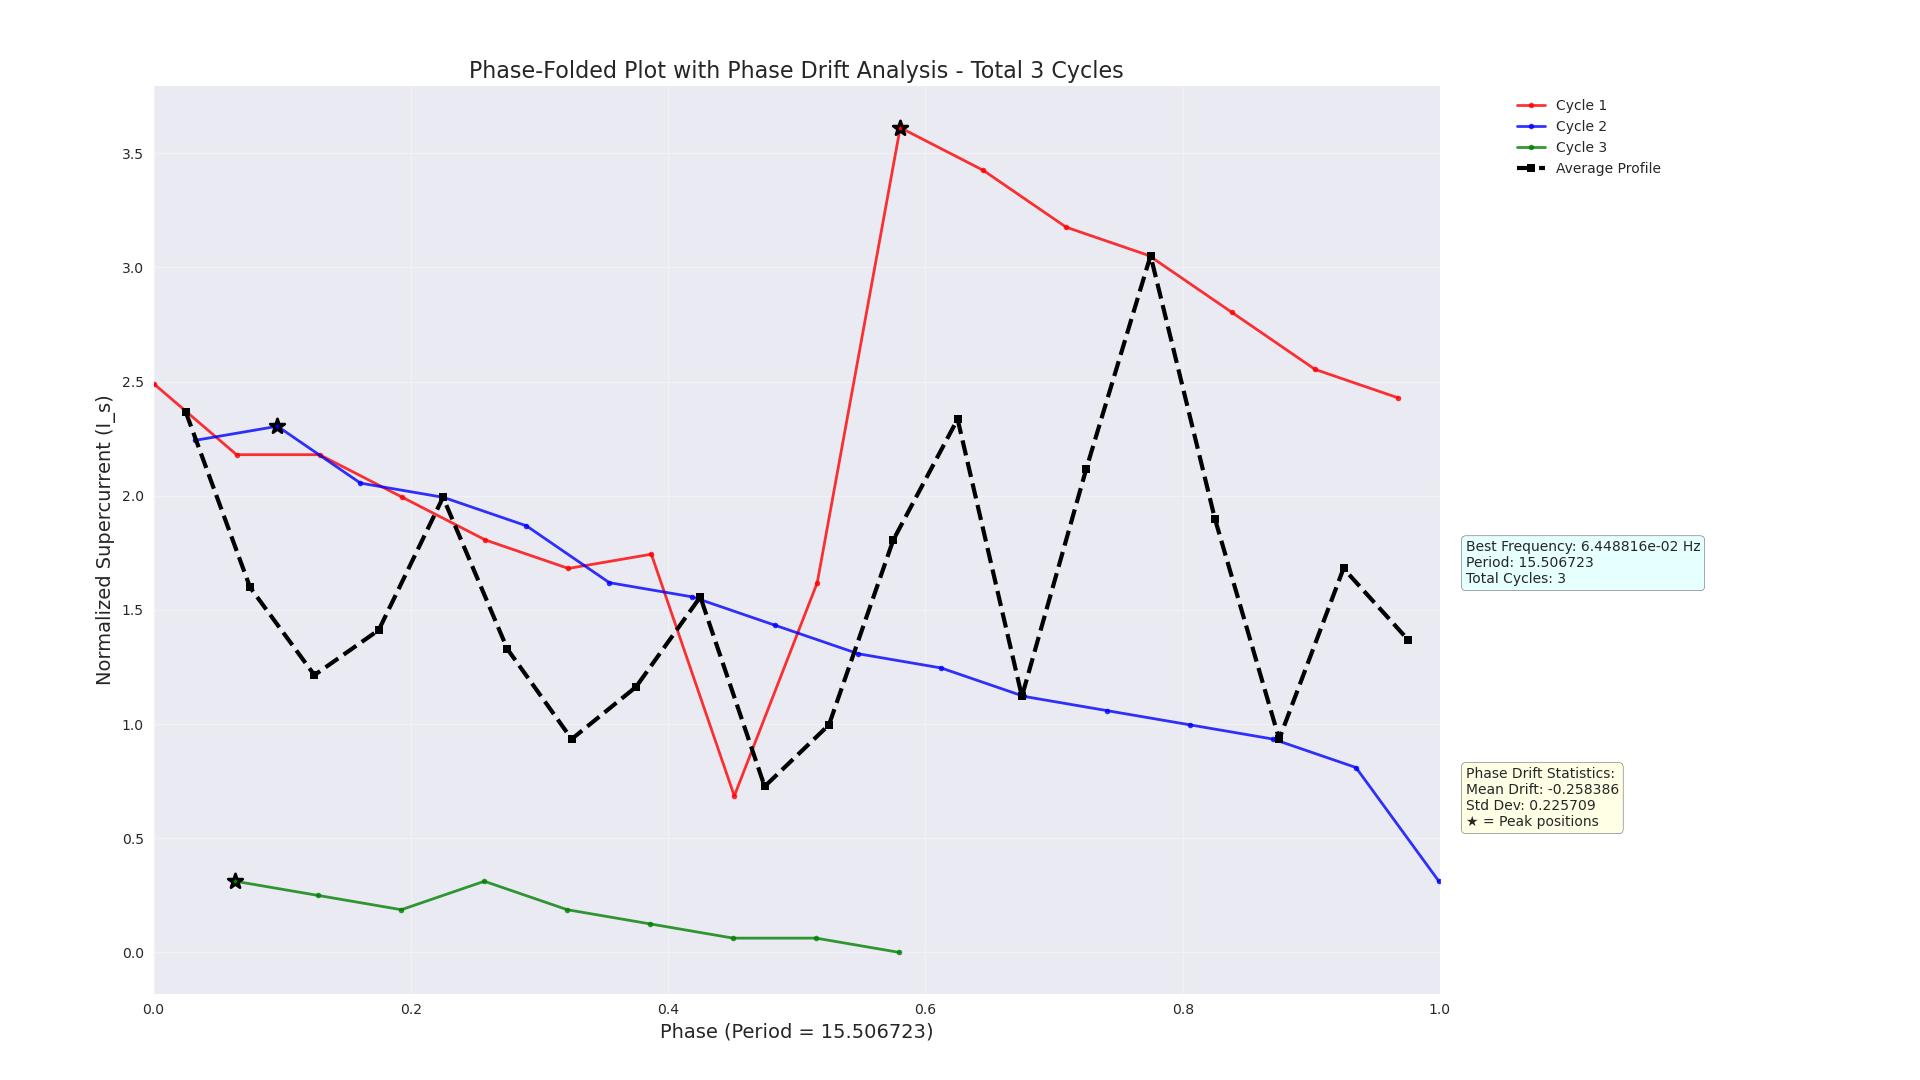 Phase-Folded Plot with Phase Drift Analysis - Total 3 Cycles
Normalized Supercurrent (I_s)
3.5
3.0
2.5
2.0
1.5
1.0
0.5
0.0
0.0 0.2 0.4 0.6 0.8 1.0
Phase (Period = 15.506723)
Cycle 1
Cycle 2
Cycle 3
Average Profile
Best Frequency: 6.448816e-02 Hz
Period: 15.506723
Total Cycles: 3
Phase Drift Statistics:
Mean Drift: -0.258386
Std Dev: 0.225709
★ = Peak positions